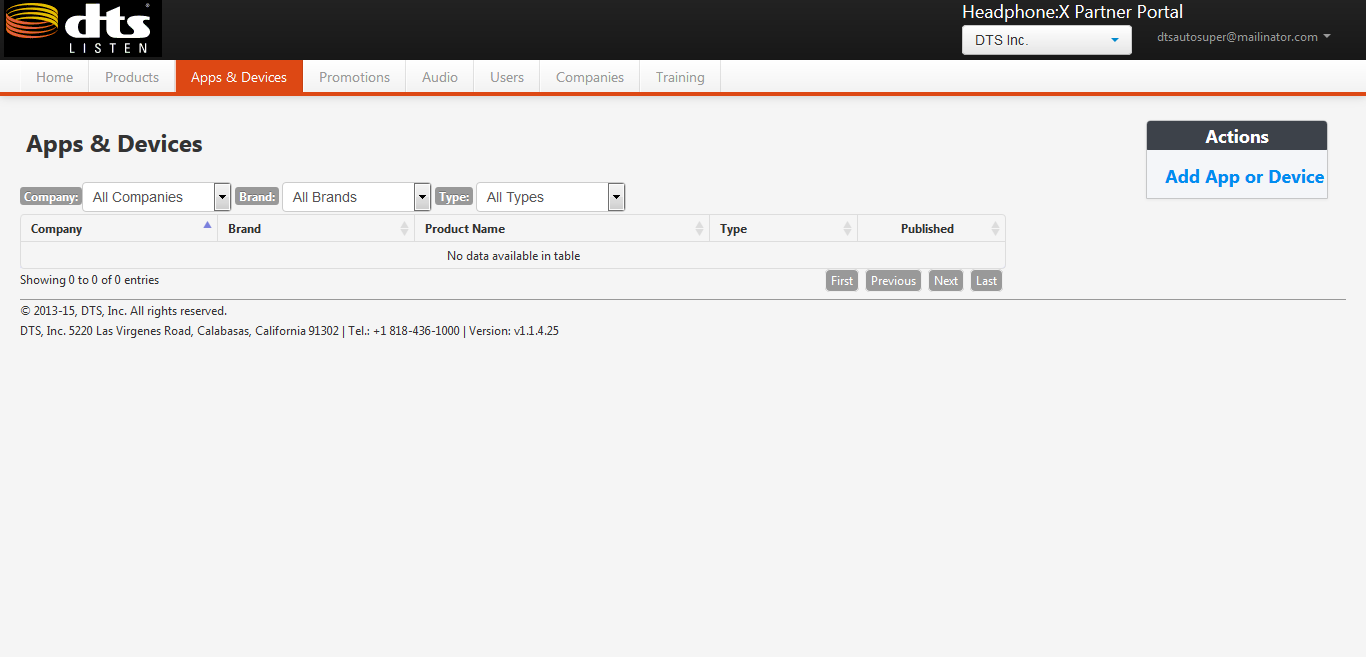 dts
LISTEN
Headphone:X Partner Portal
DTS Inc.
dtsautosuper@mailinator.com
Home Products Apps & Devices Promotions Audio Users Companies Training
Apps & Devices
Actions
Add App or Device
Company: All Companies Brand: All Brands Type: All Types
Company Brand Product Name Type Published
No data available in table
Showing 0 to 0 of 0 entries
First Previous Next Last
© 2013-15, DTS, Inc. All rights reserved.
DTS, Inc. 5220 Las Virgenes Road, Calabasas, California 91302 | Tel.: +1 818-436-1000 | Version: v1.1.4.25